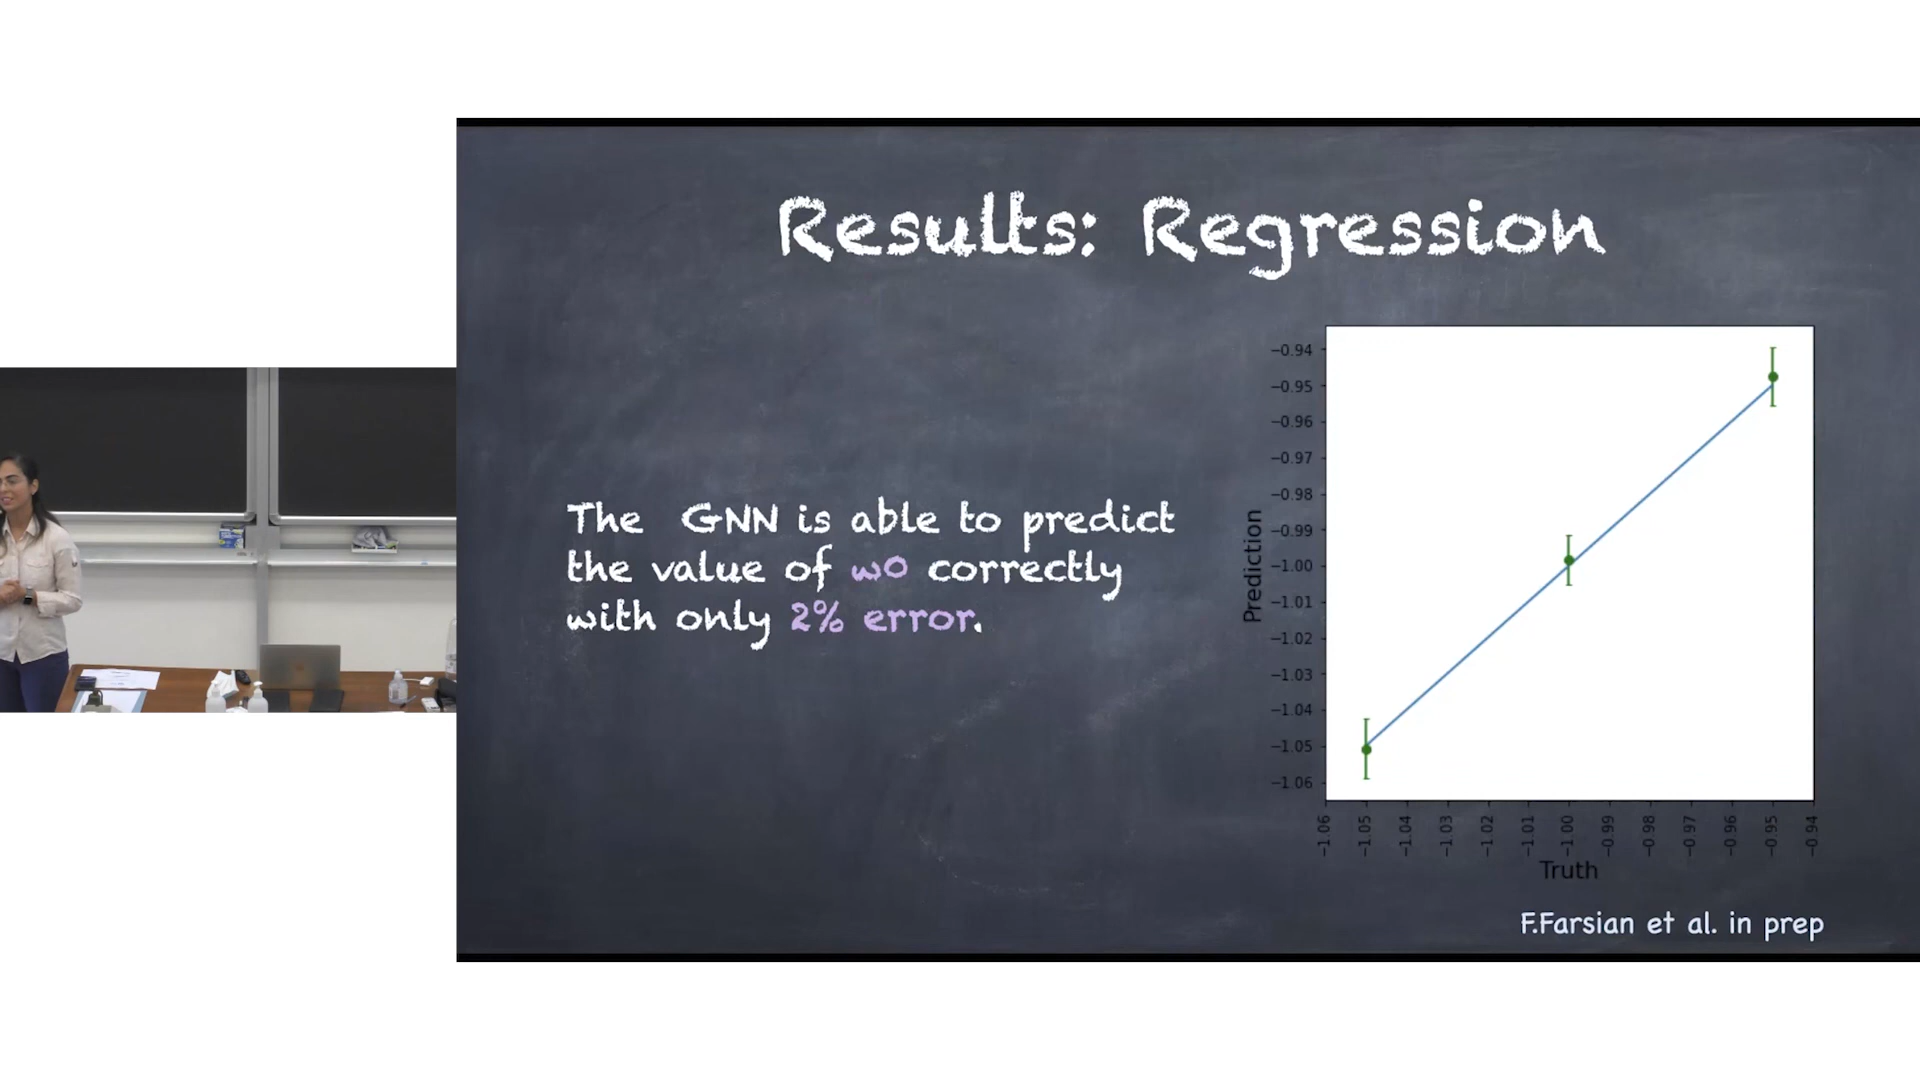 Results: Regression
The GNN is able to predict
the value of w0 correctly
with only 2% error.
Prediction
−0.94
−0.95
−0.96
−0.97
−0.98
−0.99
−1.00
−1.01
−1.02
−1.03
−1.04
−1.05
−1.06
−1.06 −1.05 −1.04 −1.03 −1.02 −1.01 −1.00 −0.99 −0.98 −0.97 −0.96 −0.95 −0.94
Truth
F.Farsian et al. in prep